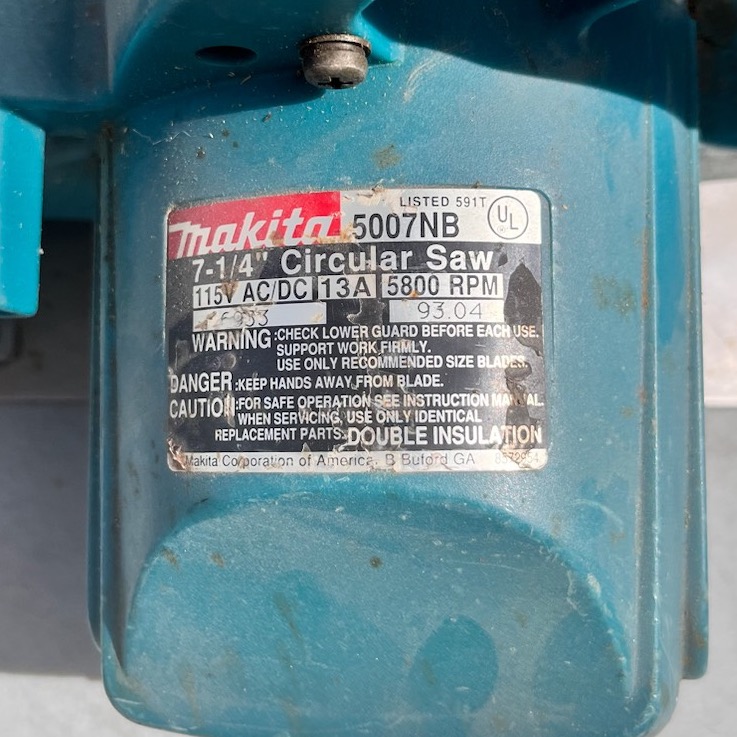 LISTED 591T UL
makita 5007NB
7-1/4" Circular Saw
115V AC/DC 13A 5800 RPM
93.04
WARNING: CHECK LOWER GUARD BEFORE EACH USE.
SUPPORT WORK FIRMLY.
USE ONLY RECOMMENDED SIZE BLADES.
DANGER: KEEP HANDS AWAY FROM BLADE.
CAUTION: FOR SAFE OPERATION SEE INSTRUCTION MANUAL.
WHEN SERVICING, USE ONLY IDENTICAL
REPLACEMENT PARTS. DOUBLE INSULATION
Makita Corporation of America. B Buford GA